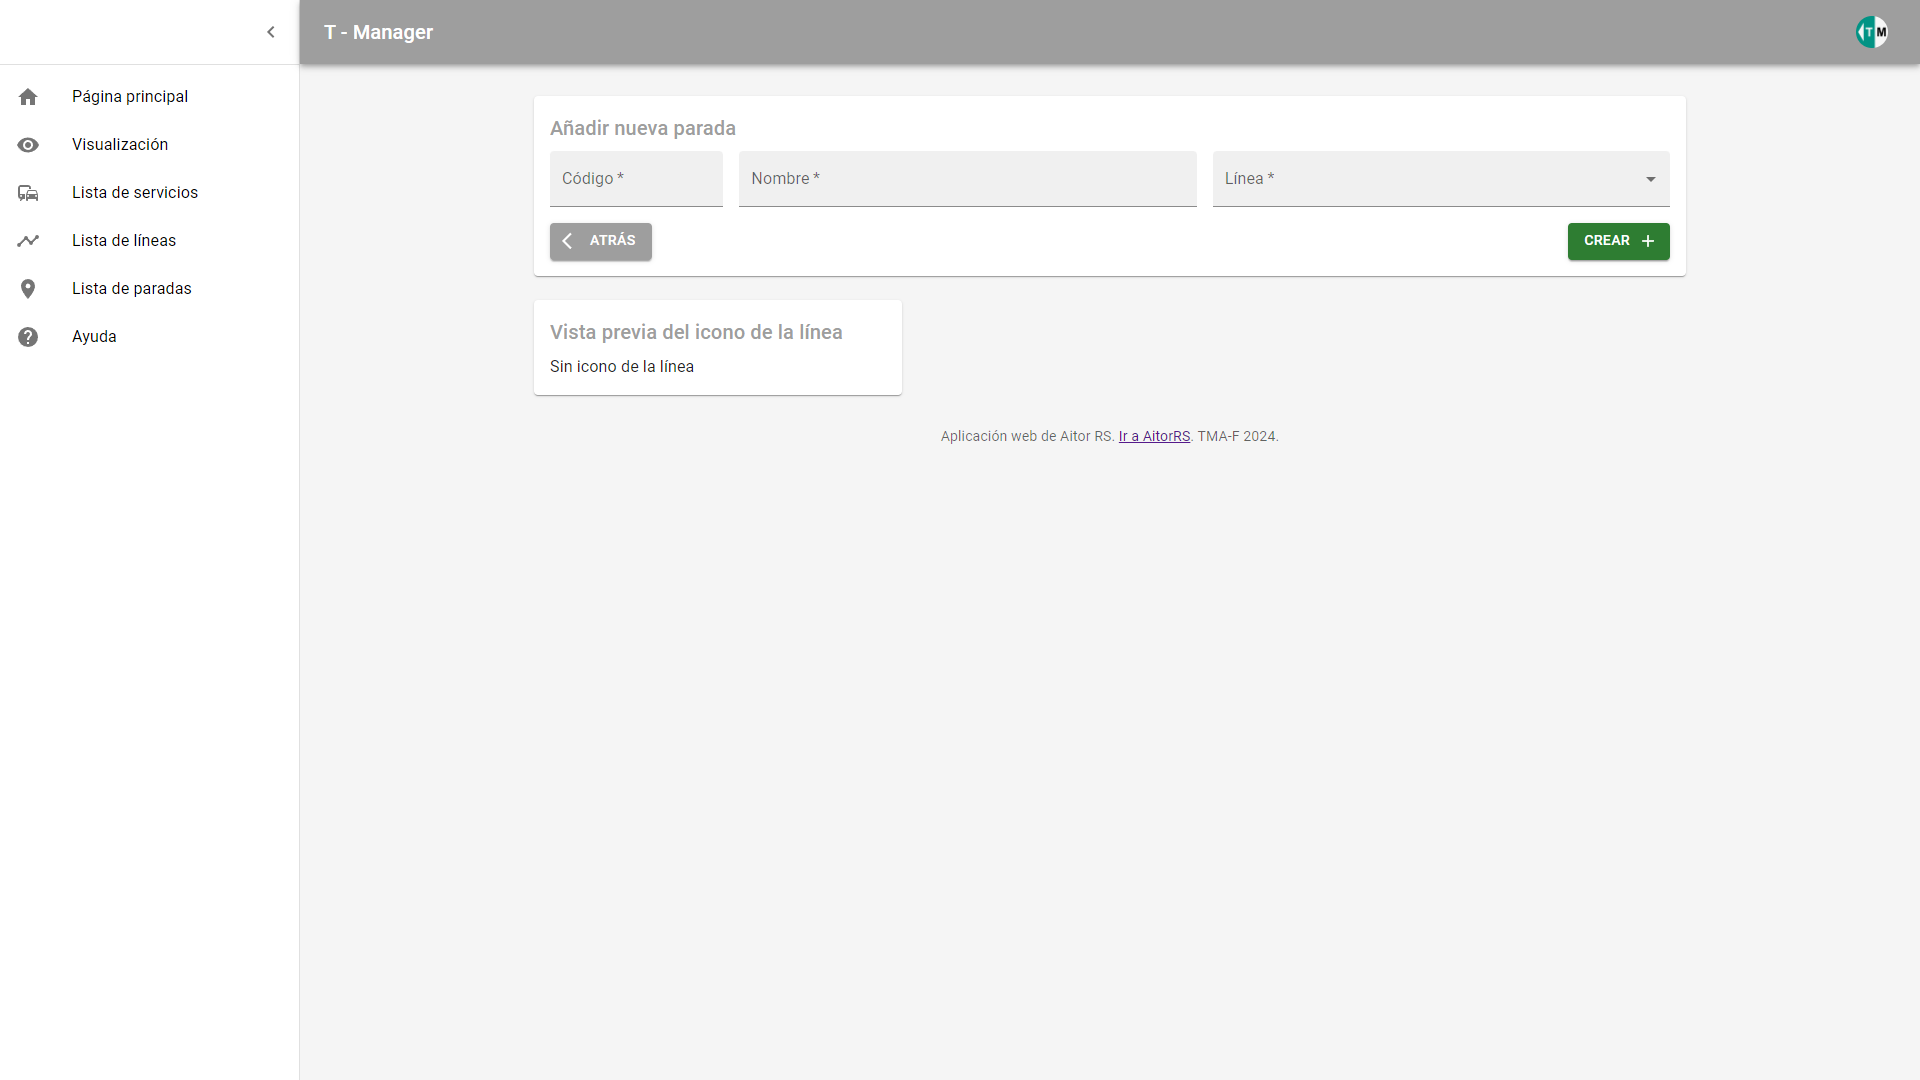 T - Manager
TM
Página principal
Visualización
Lista de servicios
Lista de líneas
Lista de paradas
Ayuda
Añadir nueva parada
Código *
Nombre *
Línea *
ATRÁS
CREAR
Vista previa del icono de la línea
Sin icono de la línea
Aplicación web de Aitor RS. Ir a AitorRS. TMA-F 2024.